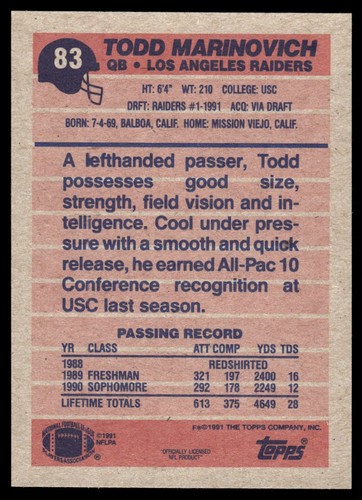 83
TODD MARINOVICH
QB • LOS ANGELES RAIDERS
HT: 6'4" WT: 210 COLLEGE: USC
DRFT: RAIDERS #1-1991 ACQ: VIA DRAFT
BORN: 7-4-69, BALBOA, CALIF. HOME: MISSION VIEJO, CALIF.
A lefthanded passer, Todd
possesses good size,
strength, field vision and in-
telligence. Cool under pres-
sure with a smooth and quick
release, he earned All-Pac 10
Conference recognition at
USC last season.
PASSING RECORD
YR CLASS ATT COMP YDS TDS
1988 REDSHIRTED
1989 FRESHMAN 321 197 2400 16
1990 SOPHOMORE 292 178 2249 12
LIFETIME TOTALS 613 375 4649 28
©1991
NFLPA
OFFICIALLY LICENSED
NFL PRODUCT
©1991 THE TOPPS COMPANY, INC.
Topps